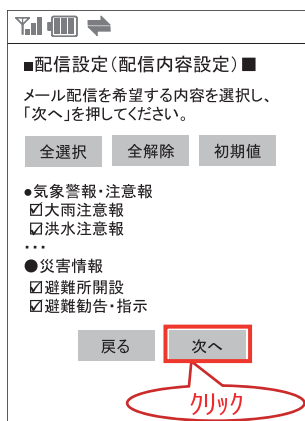 ■配信設定(配信内容設定)■
メール配信を希望する内容を選択し、
「次へ」を押してください。
全選択 全解除 初期値
●気象警報・注意報
☑大雨注意報
☑洪水注意報
･･･
●災害情報
☑避難所開設
☑避難勧告・指示
戻る 次へ
クリック